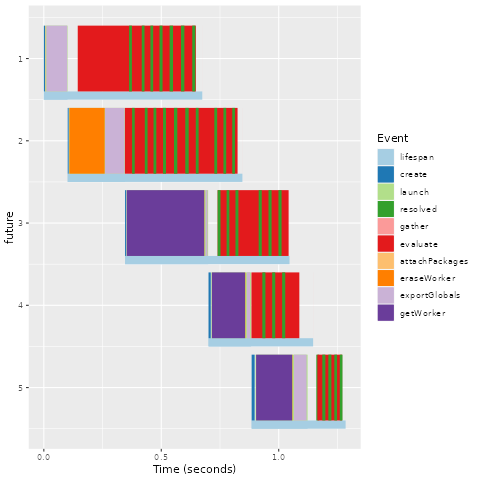 1
2
3
4
5
future
0.0
0.5
1.0
Time (seconds)
Event
lifespan
create
launch
resolved
gather
evaluate
attachPackages
eraseWorker
exportGlobals
getWorker